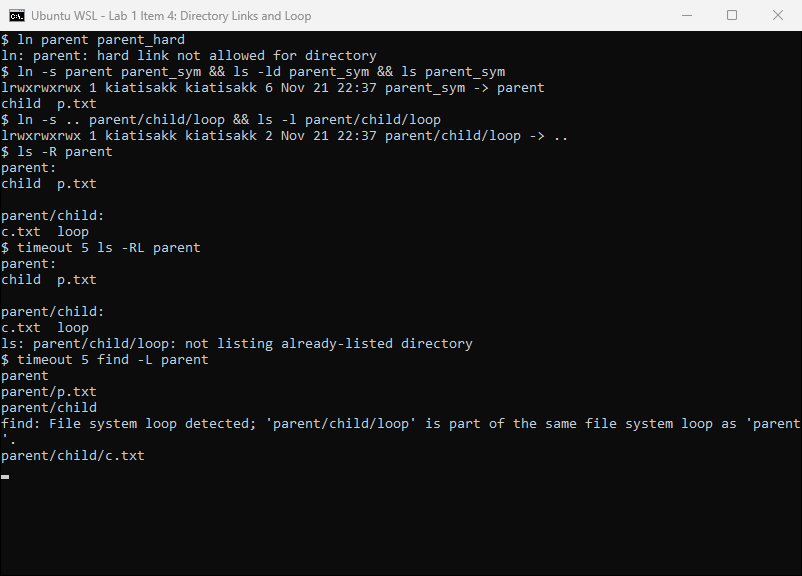 Ubuntu WSL - Lab 1 Item 4: Directory Links and Loop
$ ln parent parent_hard
ln: parent: hard link not allowed for directory
$ ln -s parent parent_sym && ls -ld parent_sym && ls parent_sym
lrwxrwxrwx 1 kiatisakk kiatisakk 6 Nov 21 22:37 parent_sym -> parent
child  p.txt
$ ln -s .. parent/child/loop && ls -l parent/child/loop
lrwxrwxrwx 1 kiatisakk kiatisakk 2 Nov 21 22:37 parent/child/loop -> ..
$ ls -R parent
parent:
child  p.txt

parent/child:
c.txt  loop
$ timeout 5 ls -RL parent
parent:
child  p.txt

parent/child:
c.txt  loop
ls: parent/child/loop: not listing already-listed directory
$ timeout 5 find -L parent
parent
parent/p.txt
parent/child
find: File system loop detected; 'parent/child/loop' is part of the same file system loop as 'parent
'.
parent/child/c.txt